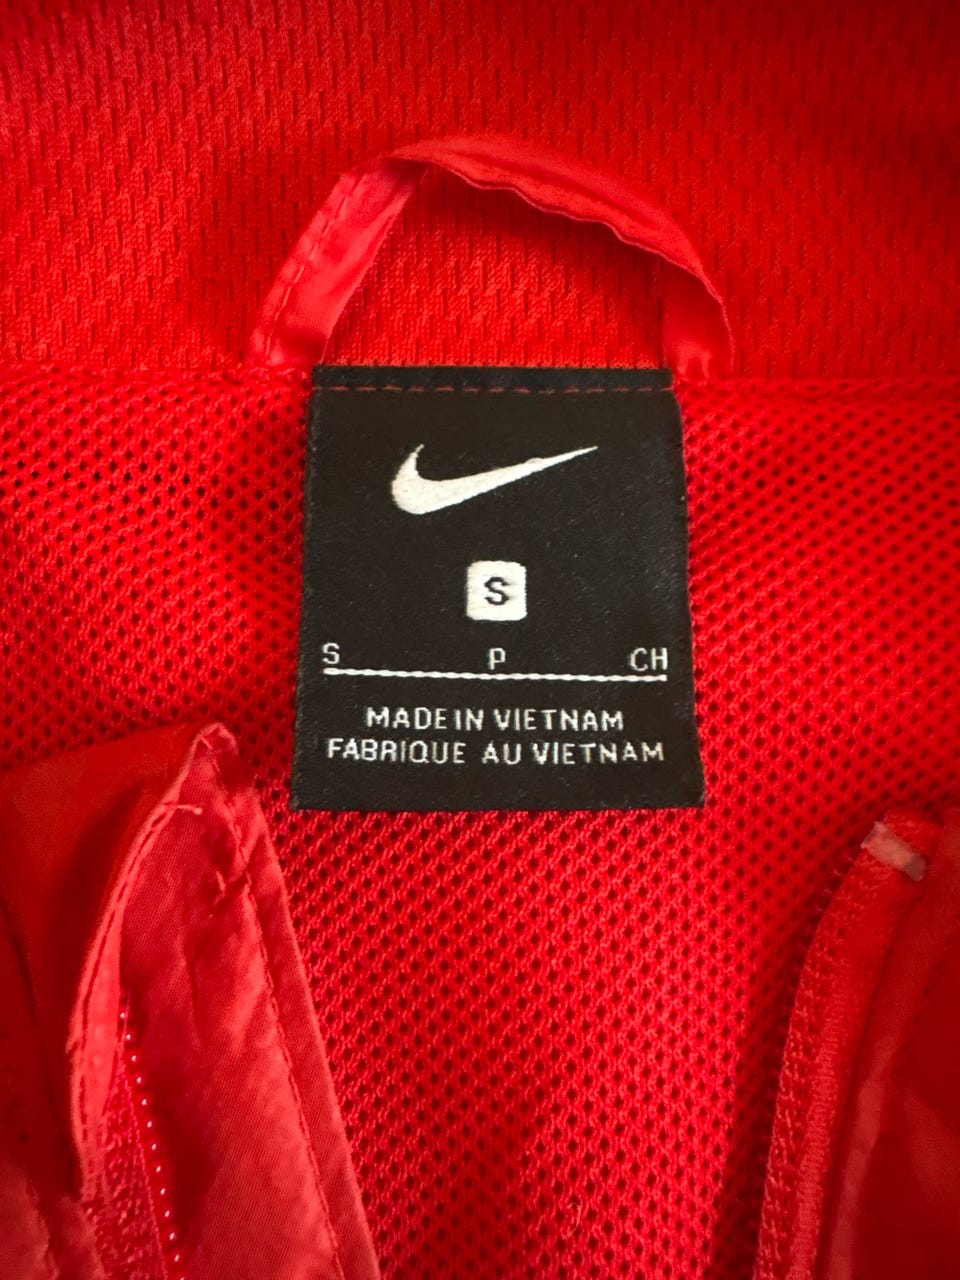 S
S P CH
MADE IN VIETNAM
FABRIQUE AU VIETNAM